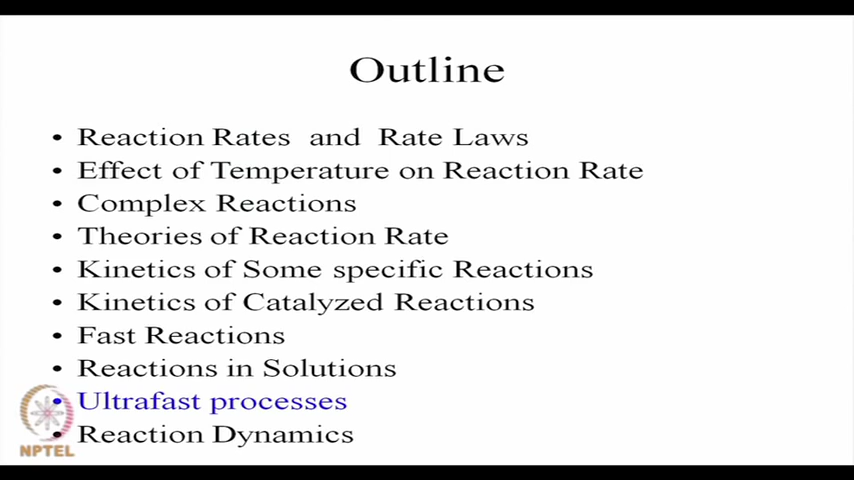 Outline
• Reaction Rates and Rate Laws
• Effect of Temperature on Reaction Rate
• Complex Reactions
• Theories of Reaction Rate
• Kinetics of Some specific Reactions
• Kinetics of Catalyzed Reactions
• Fast Reactions
• Reactions in Solutions
• Ultrafast processes
• Reaction Dynamics
NPTEL